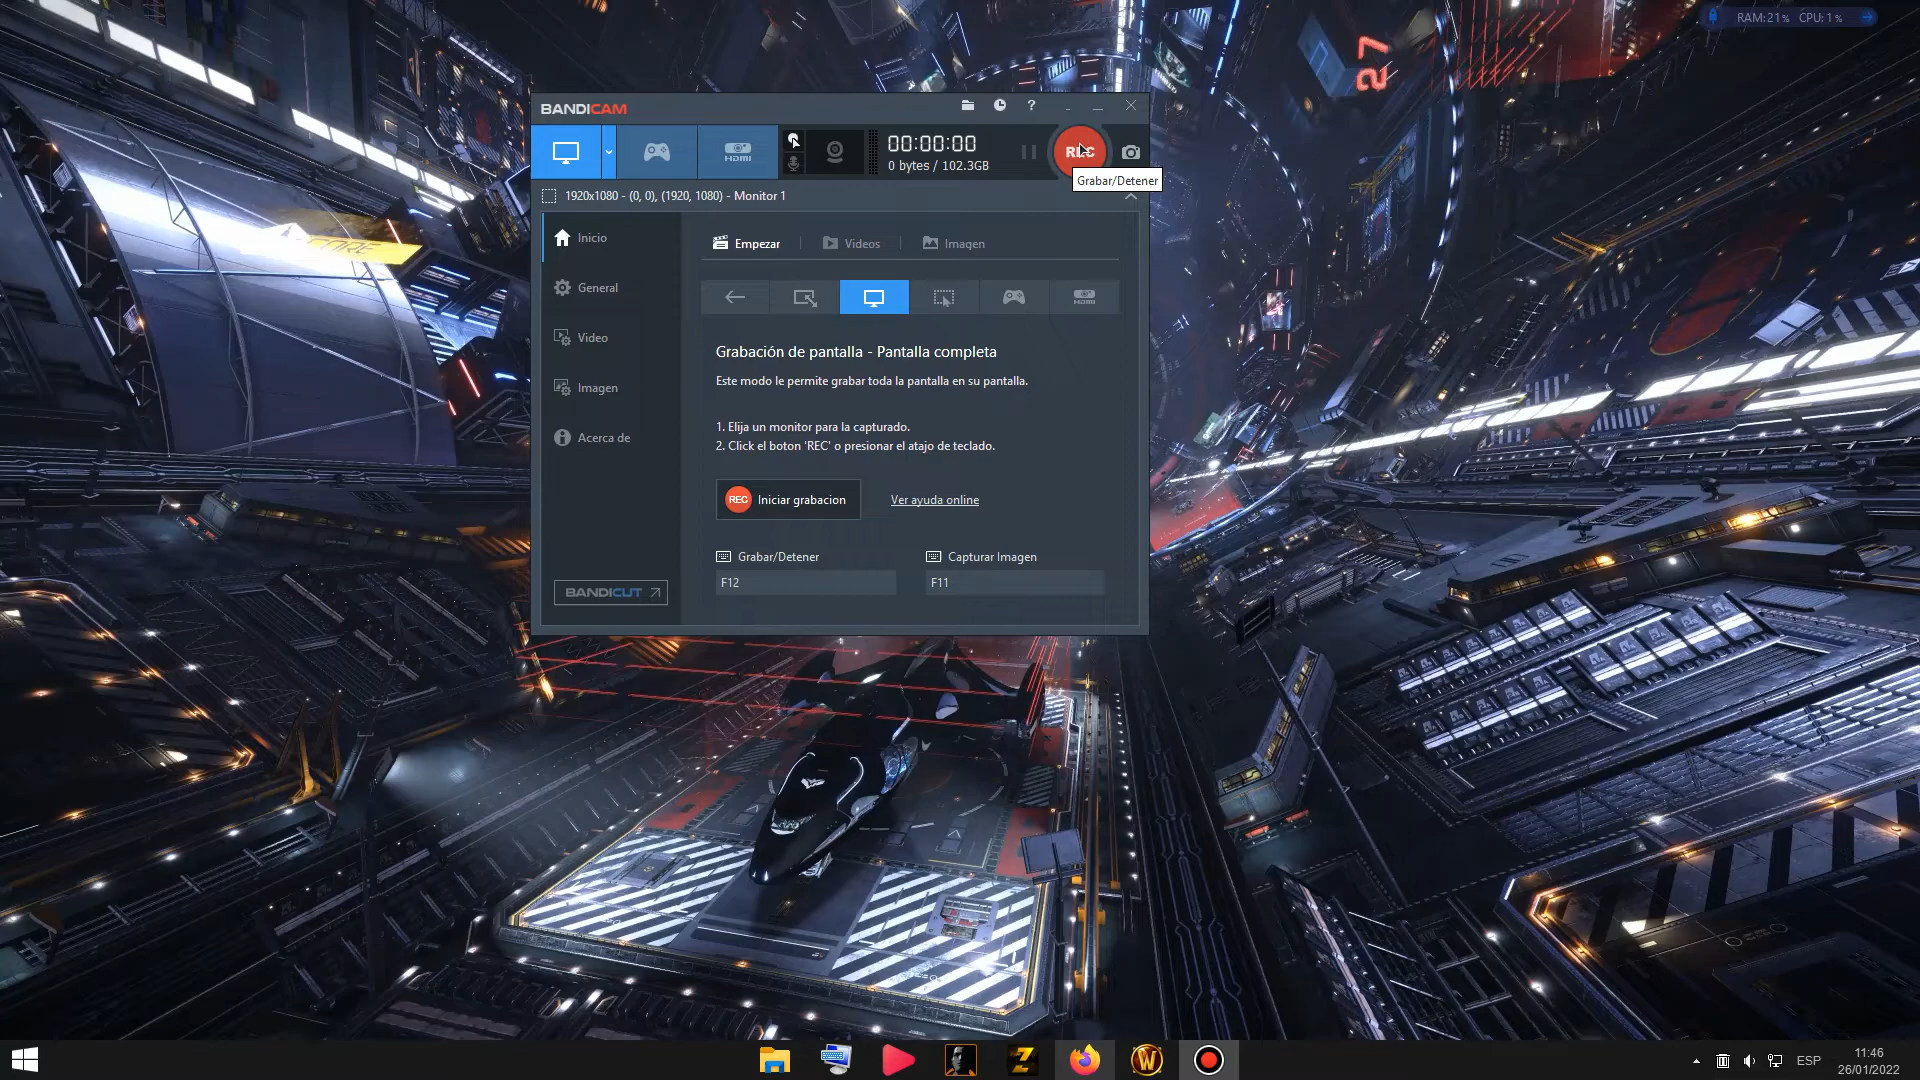 RAM:21% CPU: 1%
27
CORE
BANDICAM
?
HDMI
00:00:00
0 bytes / 102.3GB
REC
Grabar/Detener
1920x1080 - (0, 0), (1920, 1080) - Monitor 1
Inicio
General
Video
Imagen
Acerca de
BANDICUT
Empezar
Videos
Imagen
HDMI
Grabación de pantalla - Pantalla completa
Este modo le permite grabar toda la pantalla en su pantalla.
1. Elija un monitor para la capturado.
2. Click el boton 'REC' o presionar el atajo de teclado.
REC Iniciar grabacion
Ver ayuda online
Grabar/Detener
F12
Capturar Imagen
F11
ESP
11:46
26/01/2022